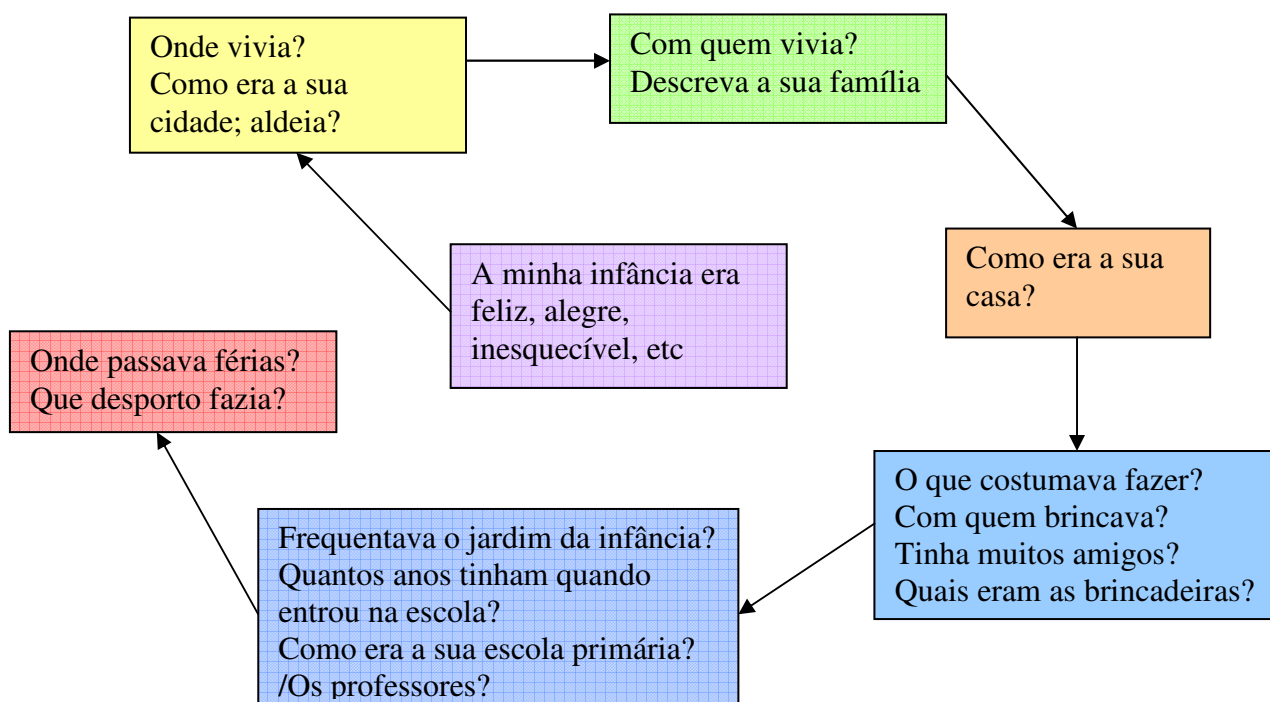 Onde vivia?
Como era a sua
cidade; aldeia?
Com quem vivia?
Descreva a sua família
A minha infância era
feliz, alegre,
inesquecível, etc
Como era a sua
casa?
Onde passava férias?
Que desporto fazia?
O que costumava fazer?
Com quem brincava?
Tinha muitos amigos?
Quais eram as brincadeiras?
Frequentava o jardim da infância?
Quantos anos tinham quando
entrou na escola?
Como era a sua escola primária?
/Os professores?